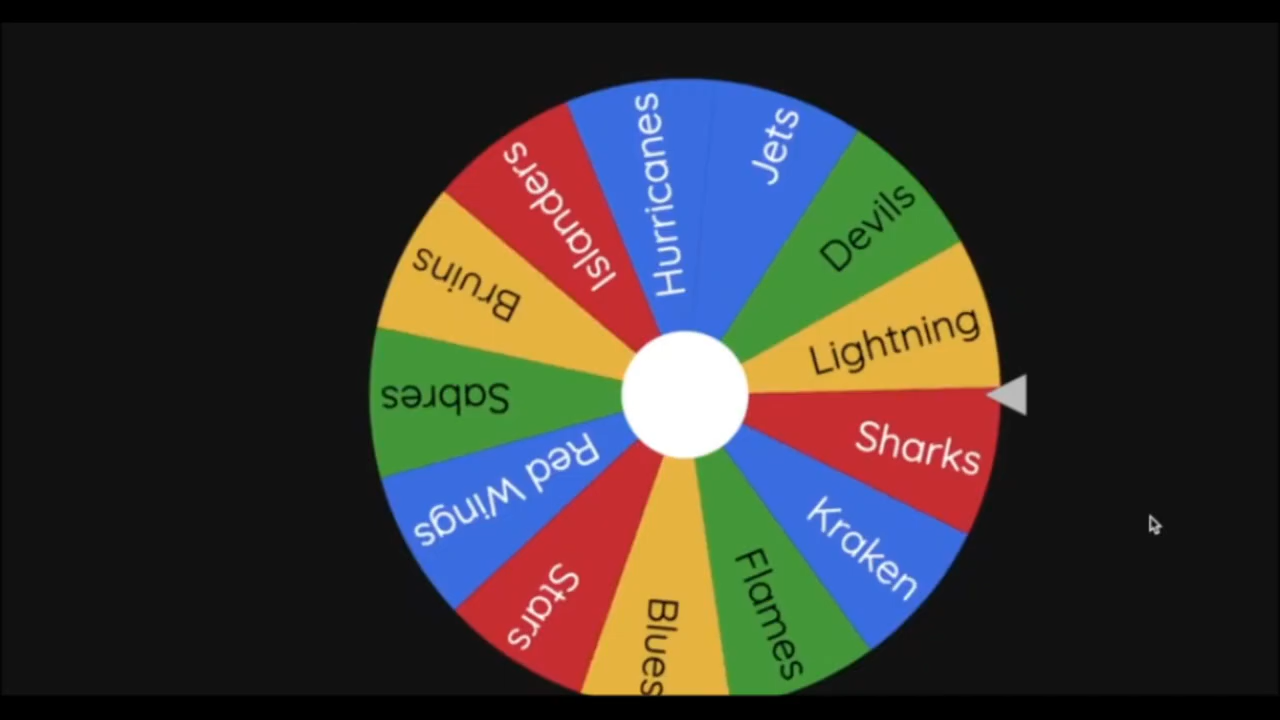 Hurricanes
Jets
Devils
Lightning
Sharks
Kraken
Flames
Blues
Stars
Red Wings
Sabres
Bruins
Islanders